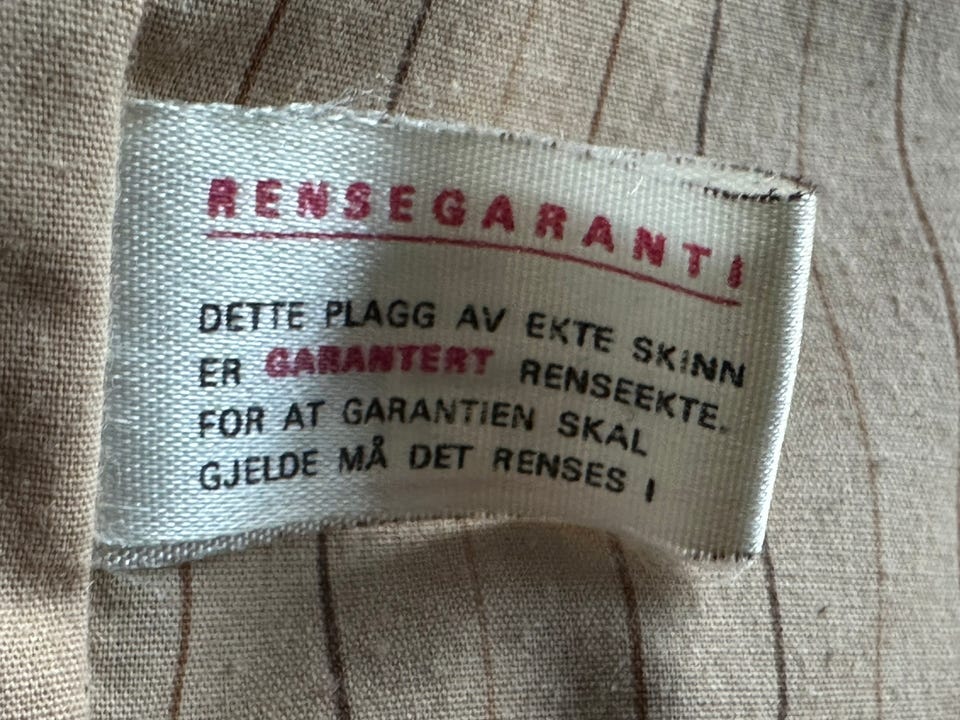 RENSEGARANTI
DETTE PLAGG AV EKTE SKINN
ER GARANTERT RENSEEKTE.
FOR AT GARANTIEN SKAL
GJELDE MÅ DET RENSES I